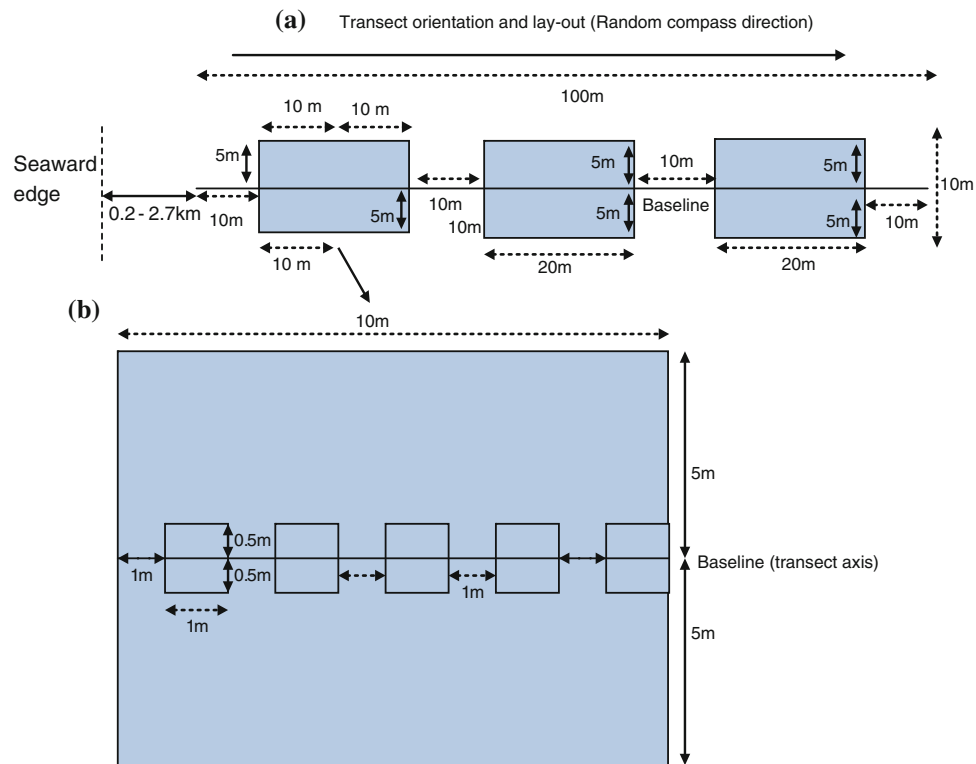 (a)
Transect orientation and lay-out (Random compass direction)
100m
10 m
10 m
Seaward
edge
5m
5m
10m
5m
10m
0.2 - 2.7km
10m
5m
10m
10m
5m
Baseline
5m
10m
10 m
20m
20m
(b)
10m
5m
0.5m
1m
0.5m
1m
Baseline (transect axis)
1m
5m